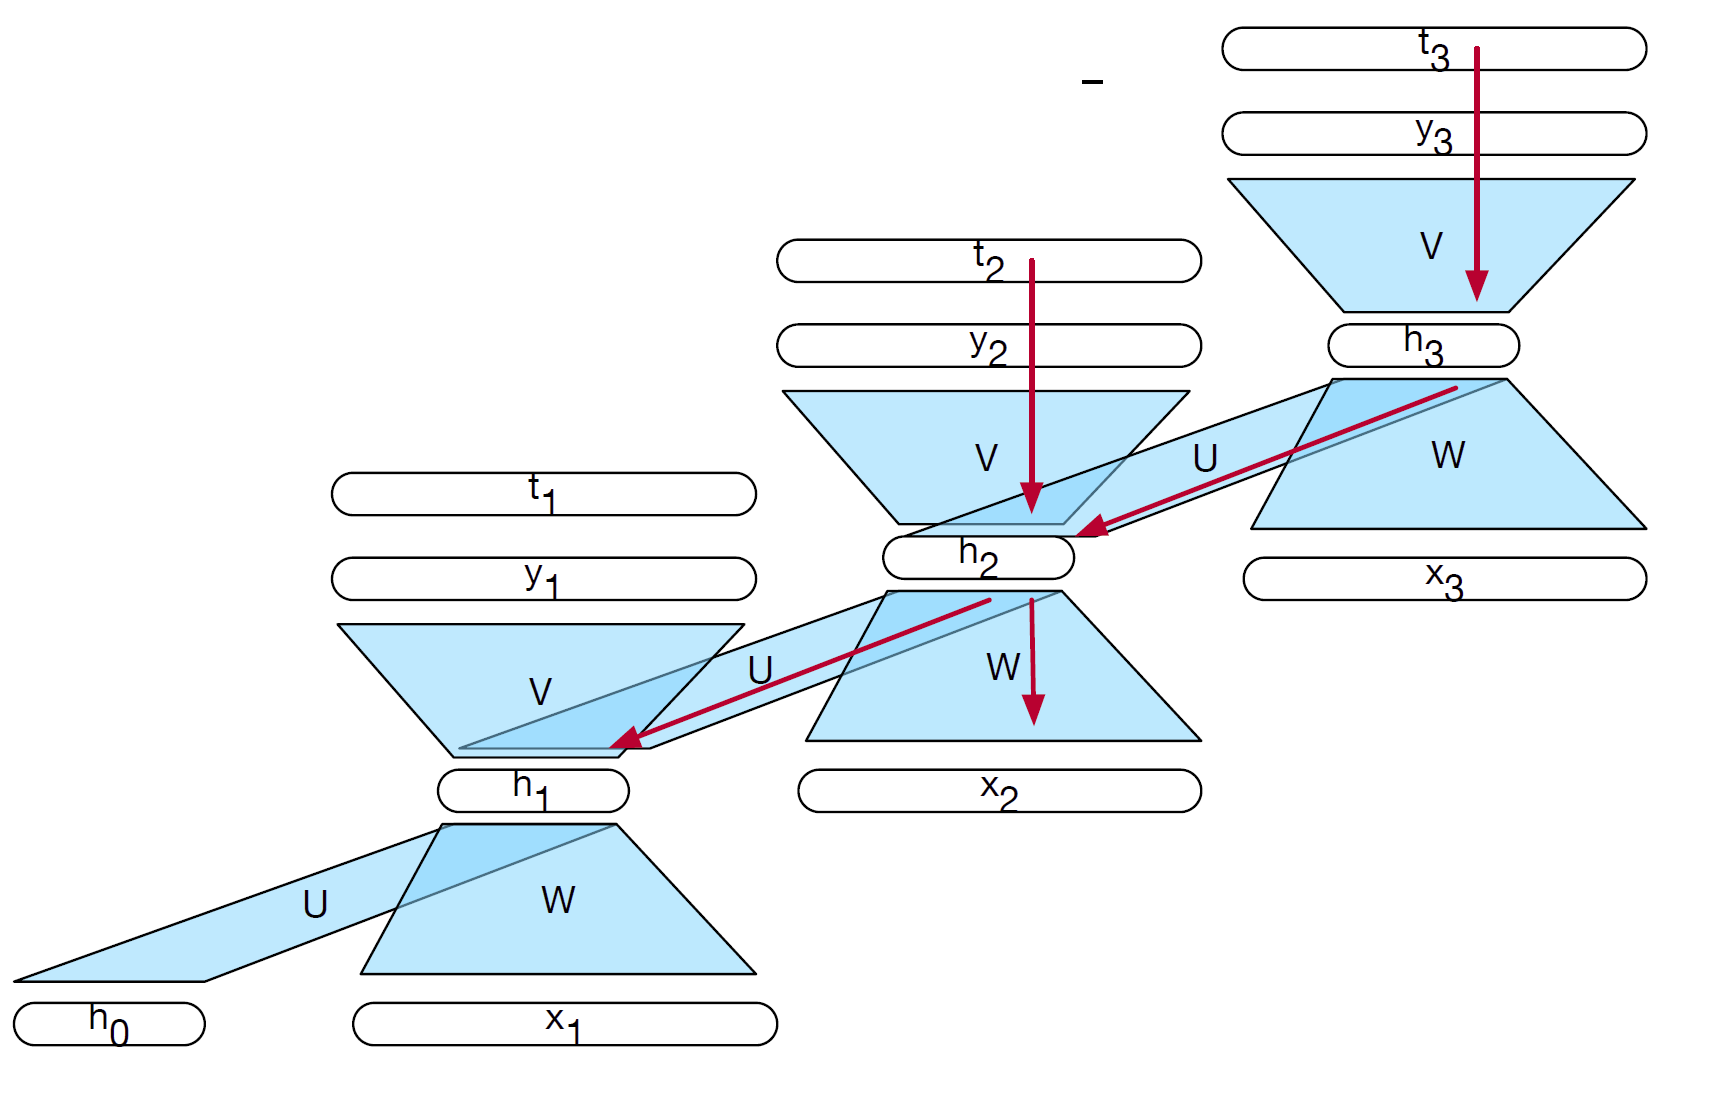 t3
–
y3
V
t2
h3
y2
V
U
W
t1
h2
x3
y1
V
U
W
h1
x2
U
W
h0
x1